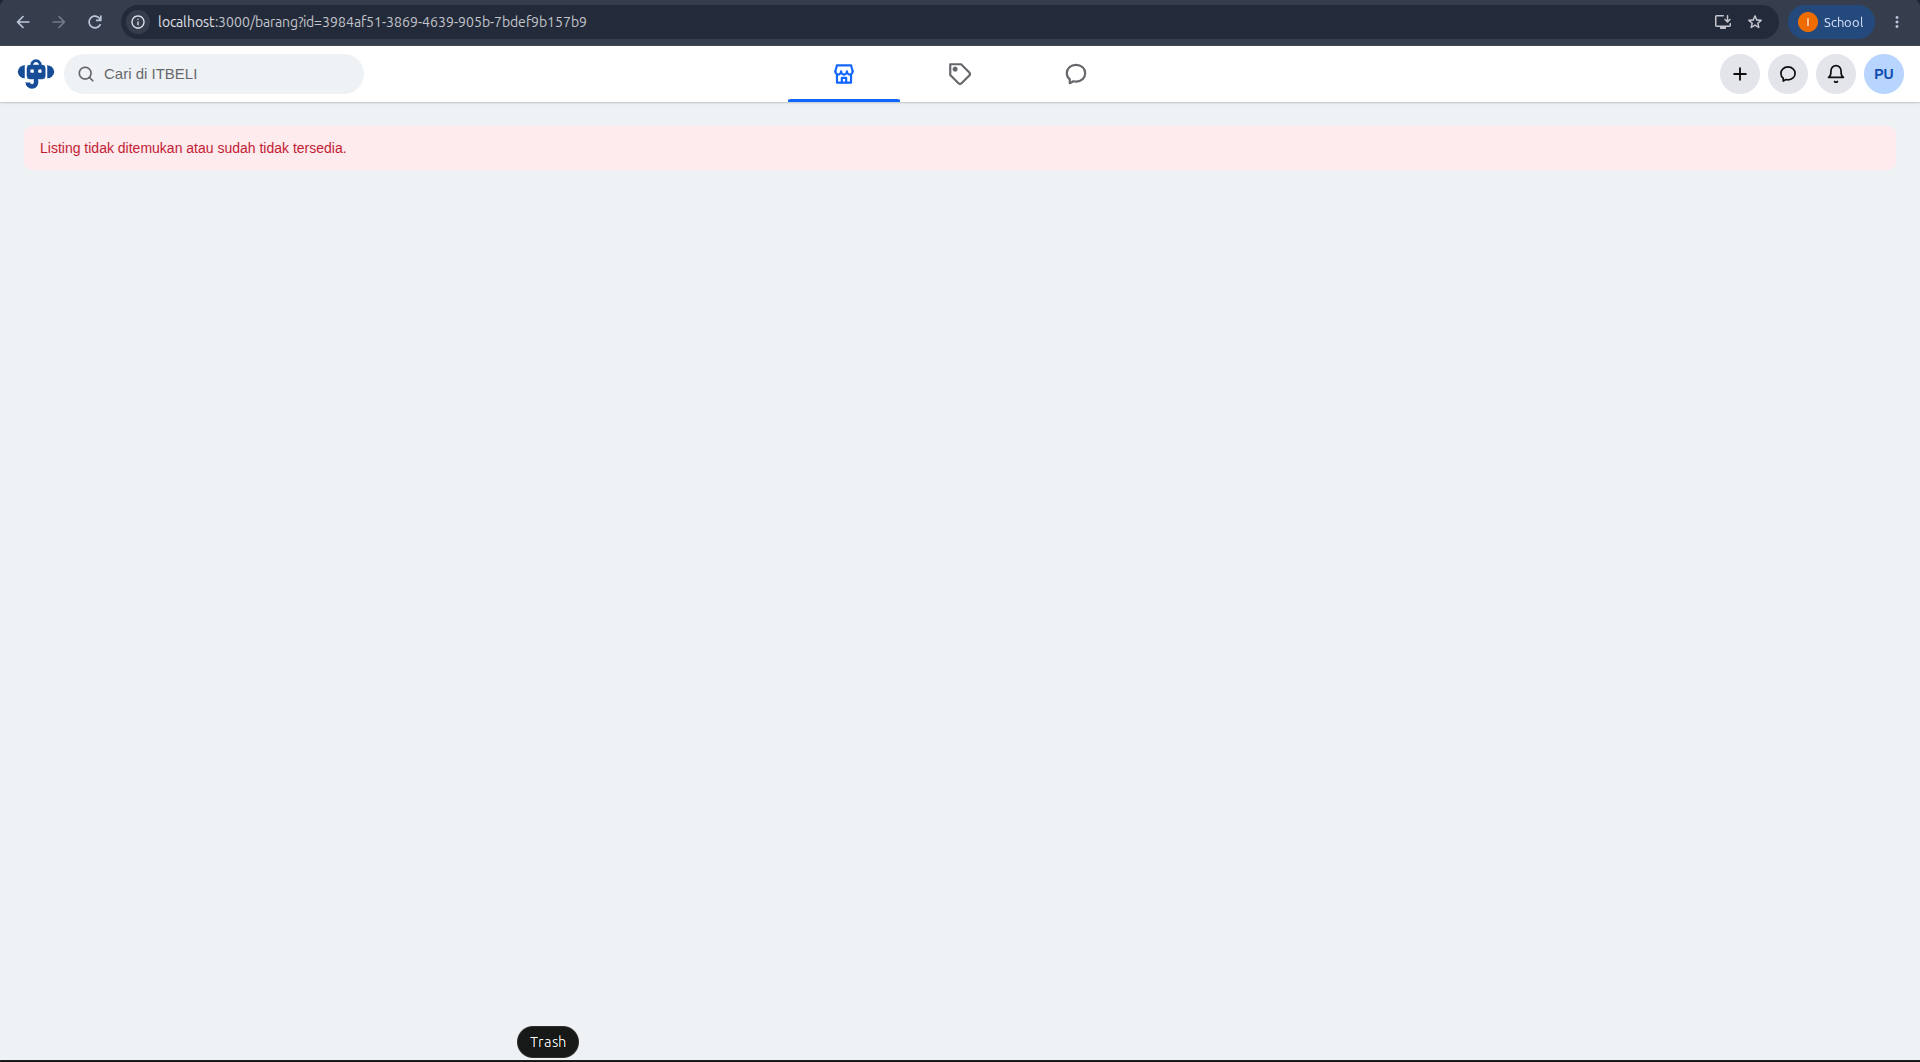 localhost:3000/barang?id=3984af51-3869-4639-905b-7bdef9b157b9
I School
Cari di ITBELI
PU
Listing tidak ditemukan atau sudah tidak tersedia.
Trash